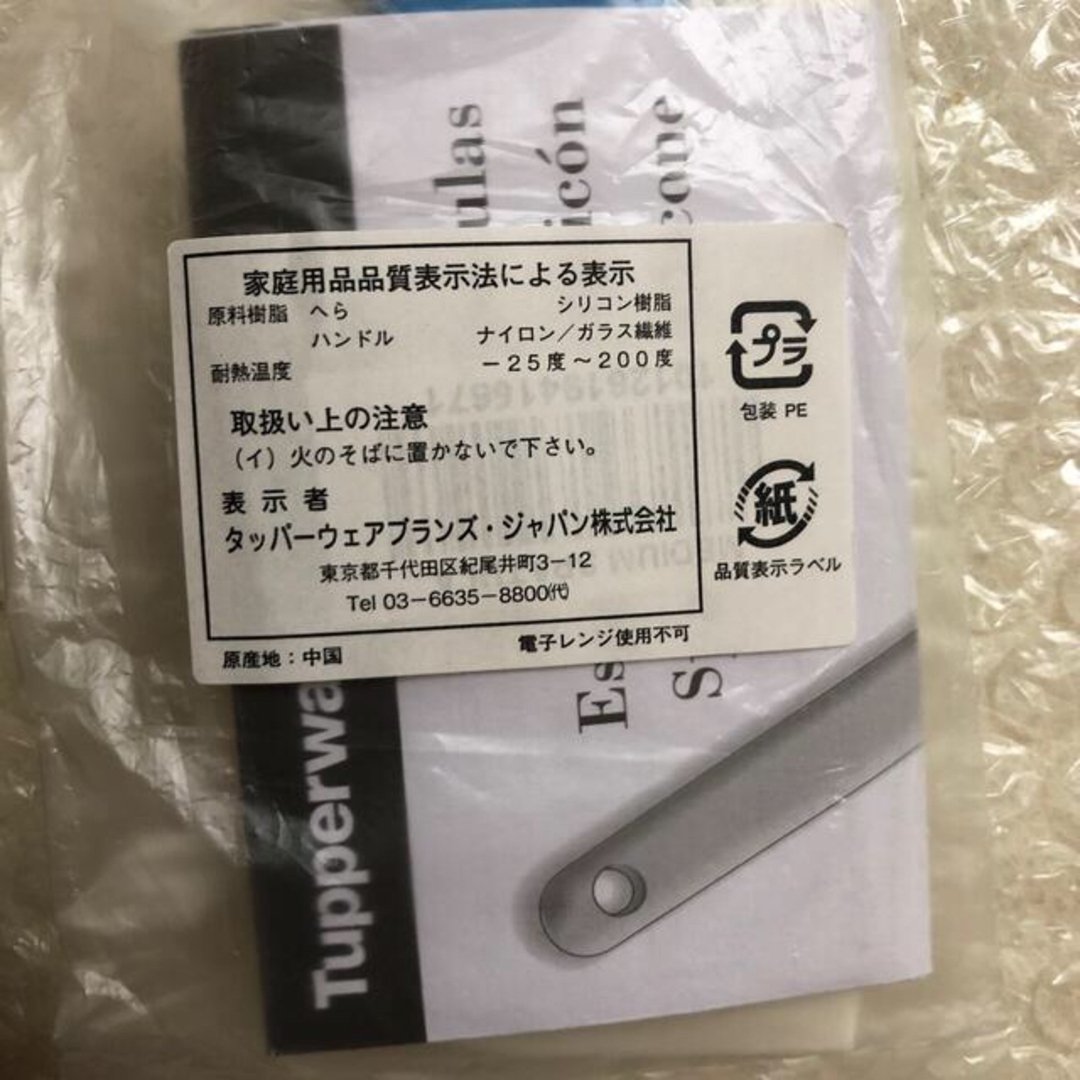 家庭用品品質表示法による表示
原料樹脂 へら シリコン樹脂
ハンドル ナイロン／ガラス繊維
耐熱温度 －25度～200度
取扱い上の注意
（イ）火のそばに置かないで下さい。
表示者
タッパーウェアブランズ・ジャパン株式会社
東京都千代田区紀尾井町3－12
Tel 03－6635－8800㈹
原産地：中国
電子レンジ使用不可
プラ
包装 PE
紙
品質表示ラベル
ulas
icón
cone
Es
Tupperwa